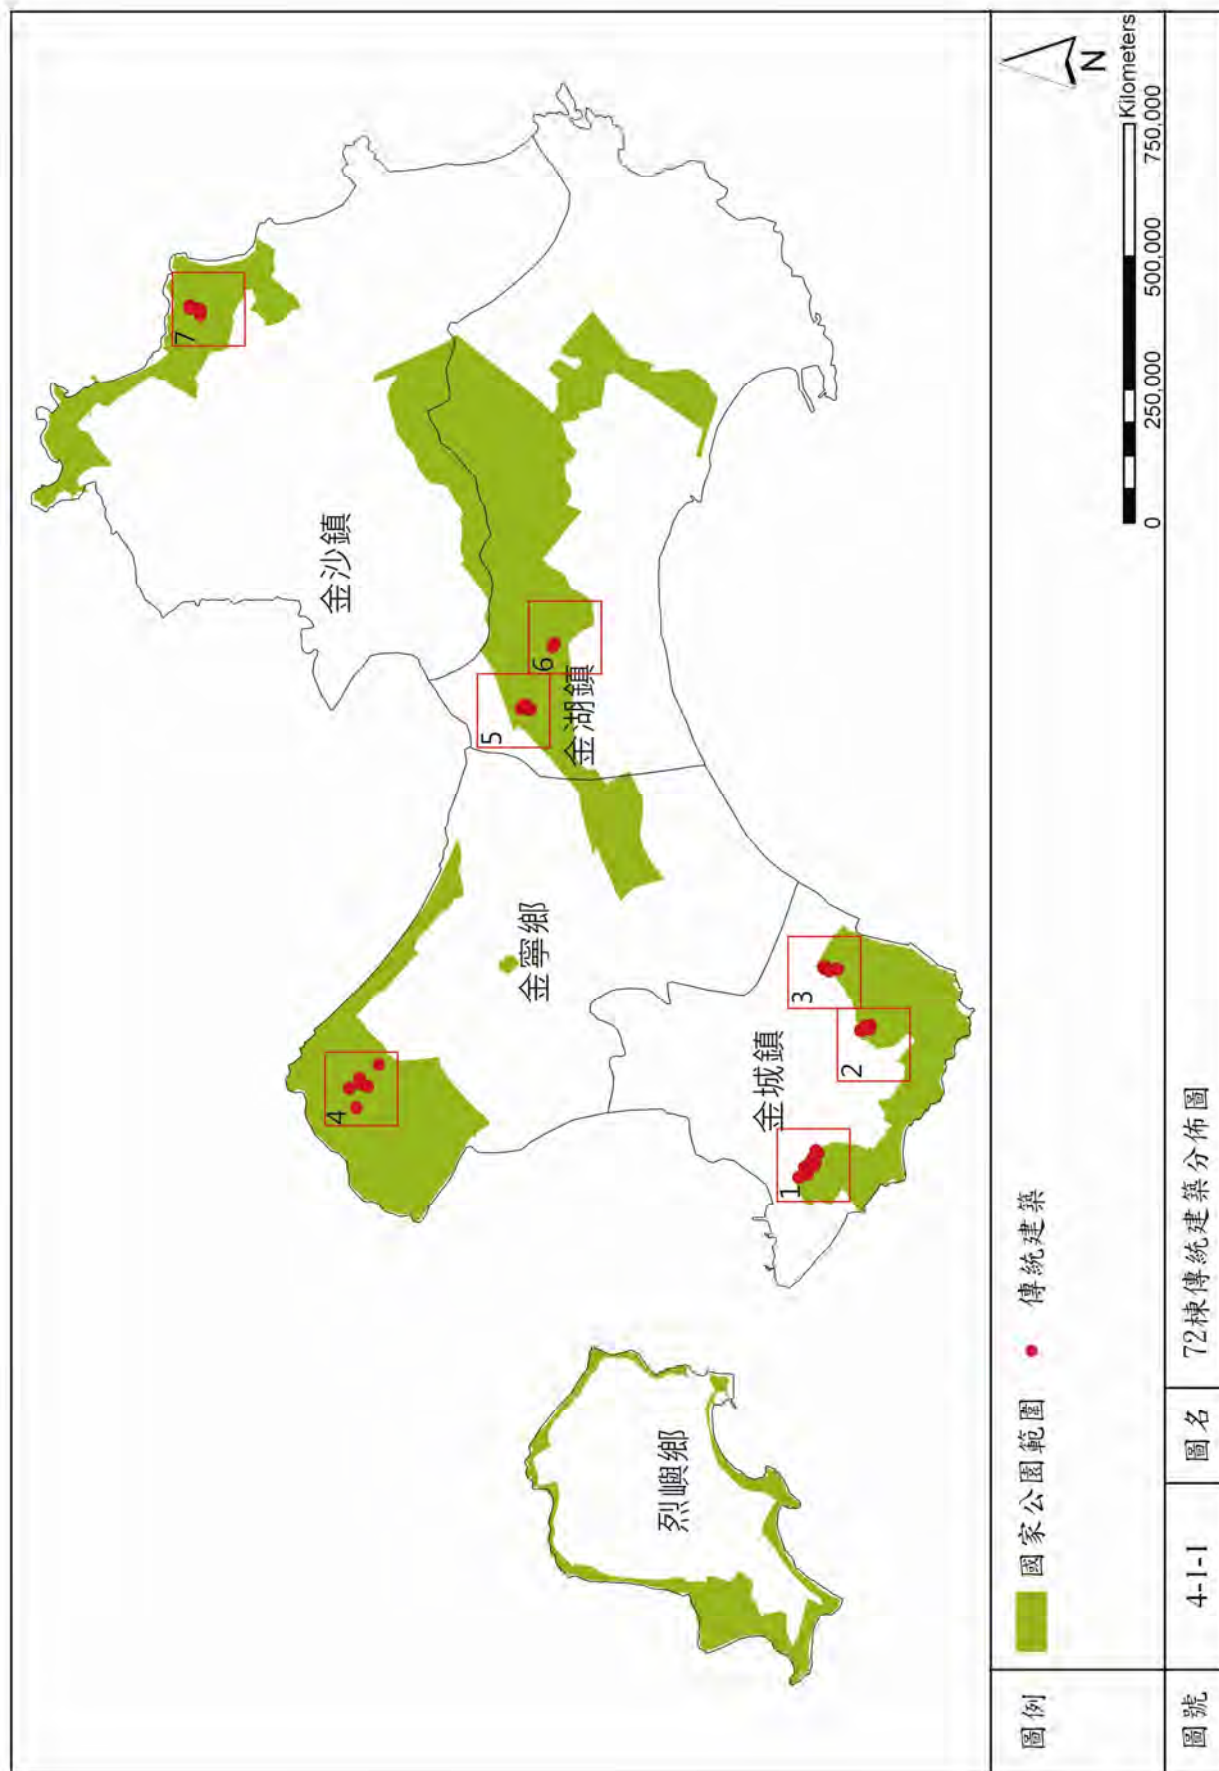 7
金沙鎮
5
6
金湖鎮
4
金寧鄉
3
2
1
金城鎮
烈嶼鄉
圖例
國家公園範圍
傳統建築
N
Kilometers
0 250,000 500,000 750,000
圖號 4-1-1 圖名 72棟傳統建築分佈圖